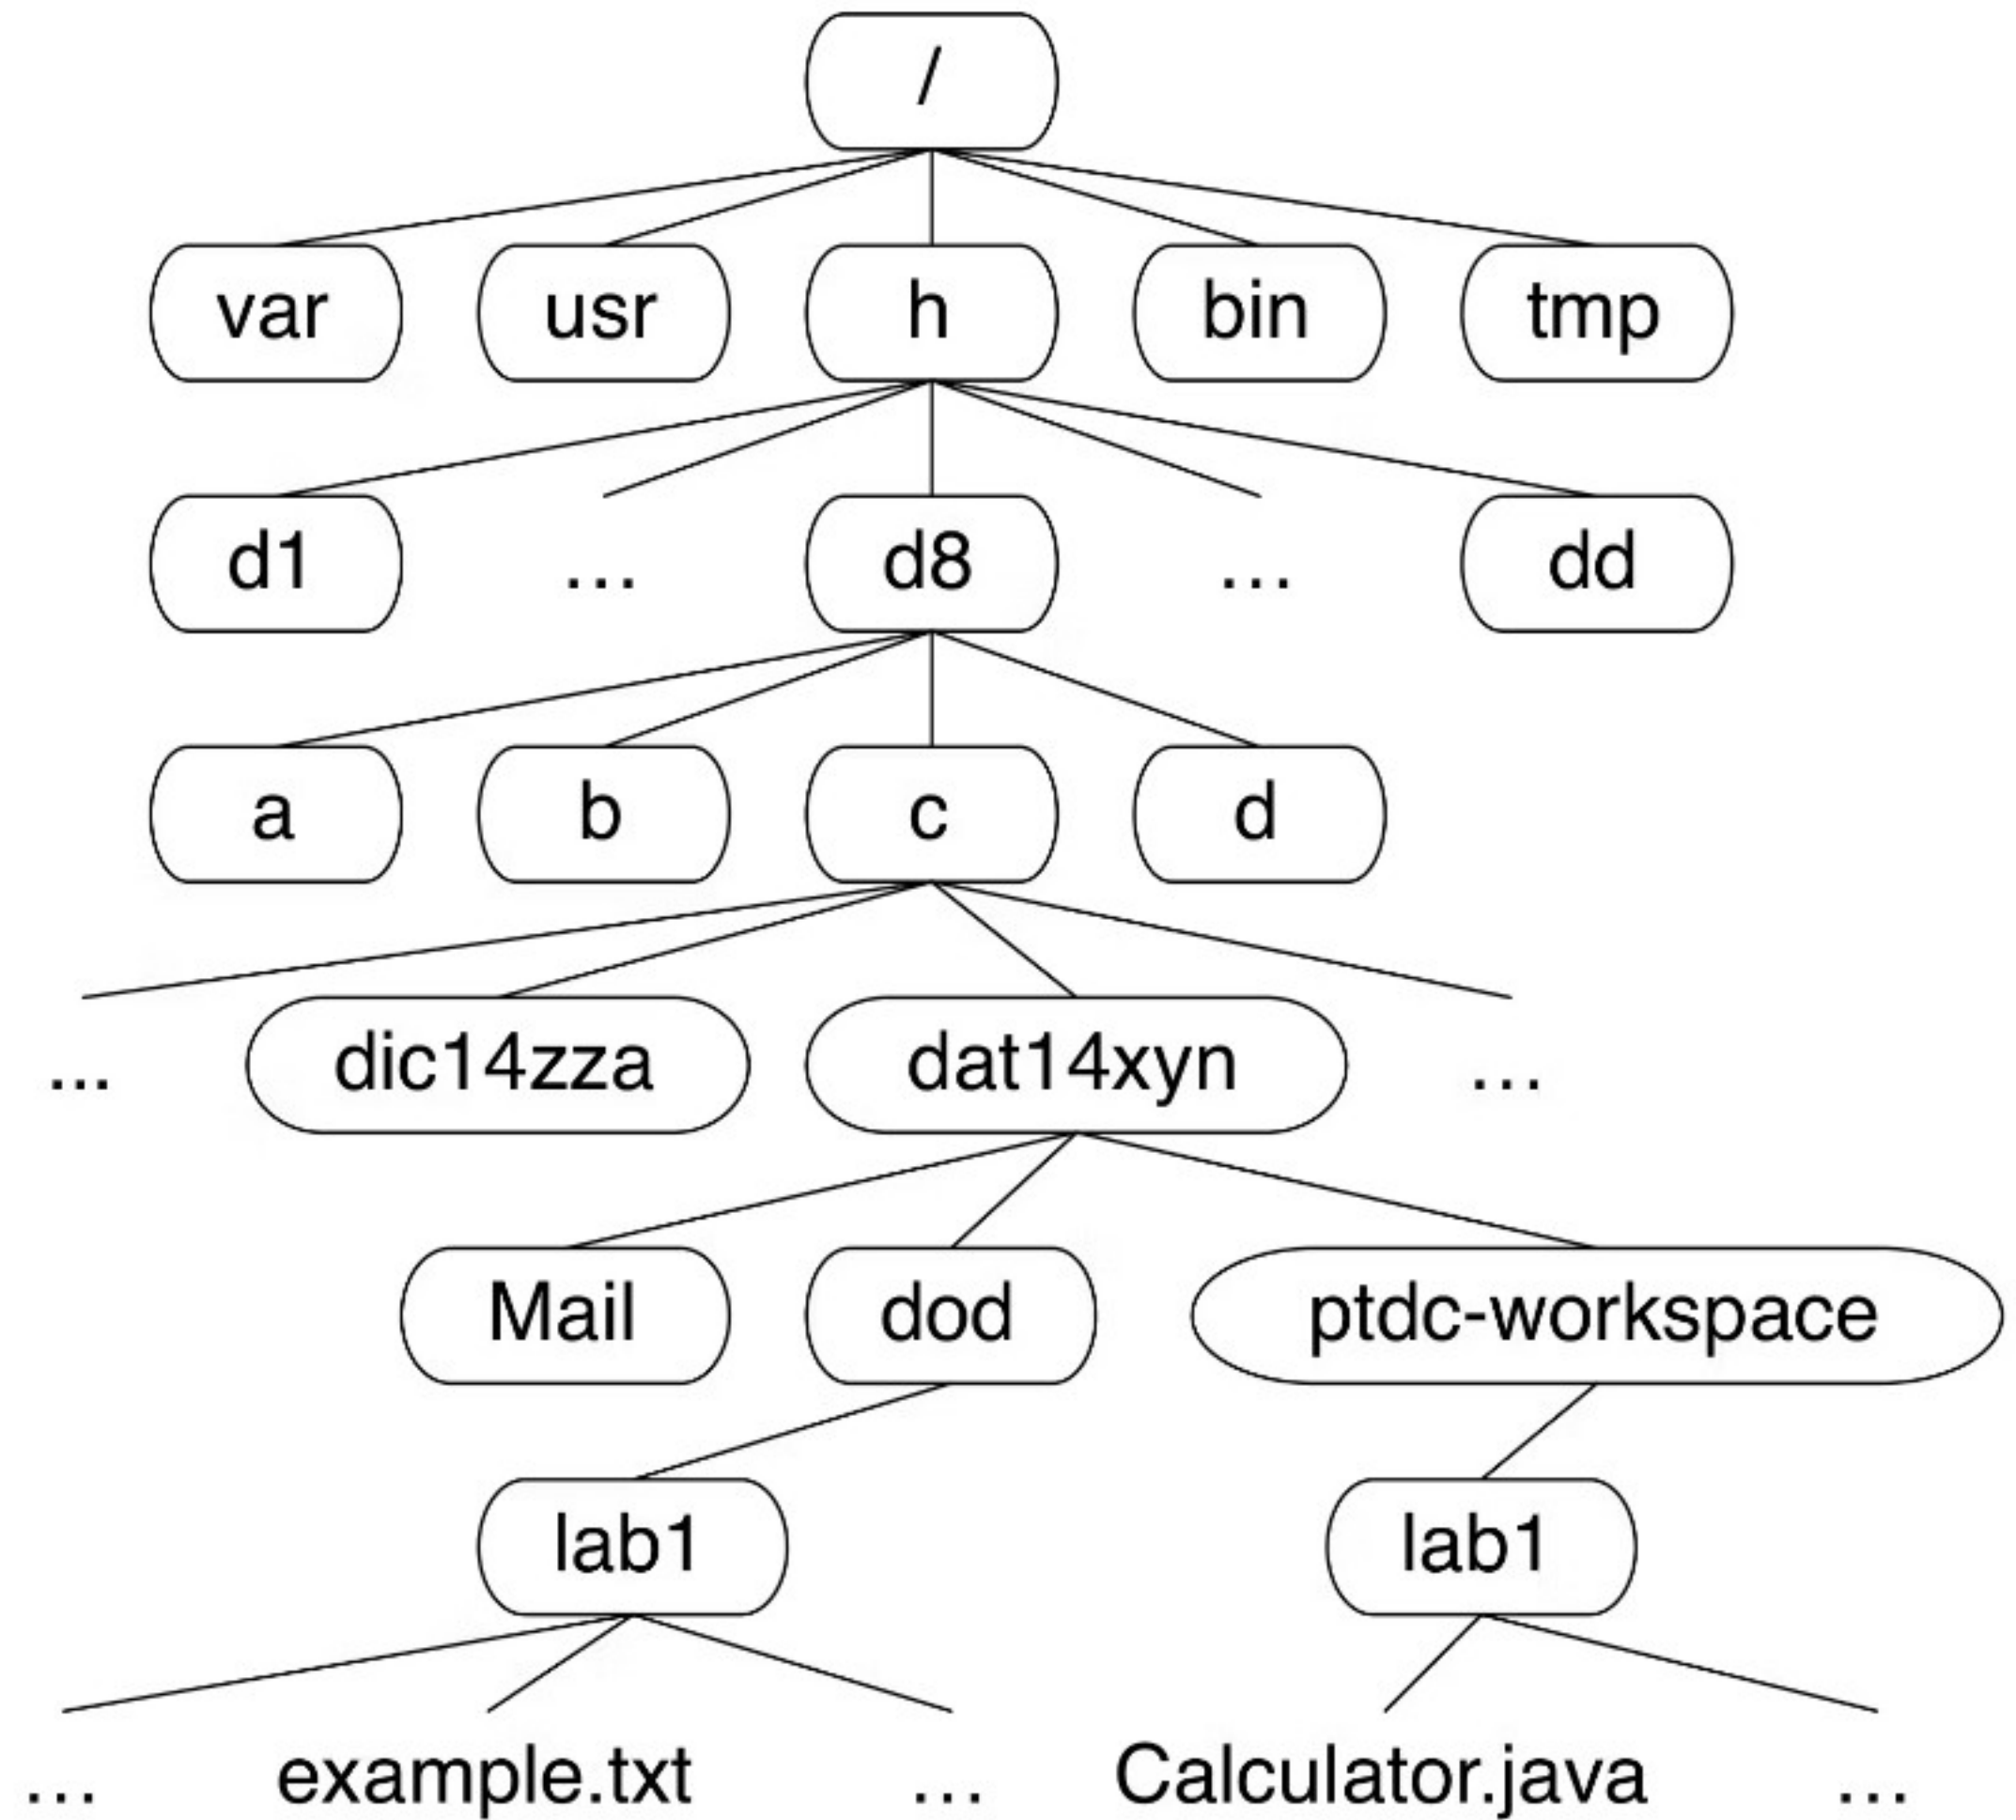 /
var usr h bin tmp
d1 ... d8 ... dd
a b c d
... dic14zza dat14xyn ...
Mail dod ptdc-workspace
lab1 lab1
... example.txt ... Calculator.java ...